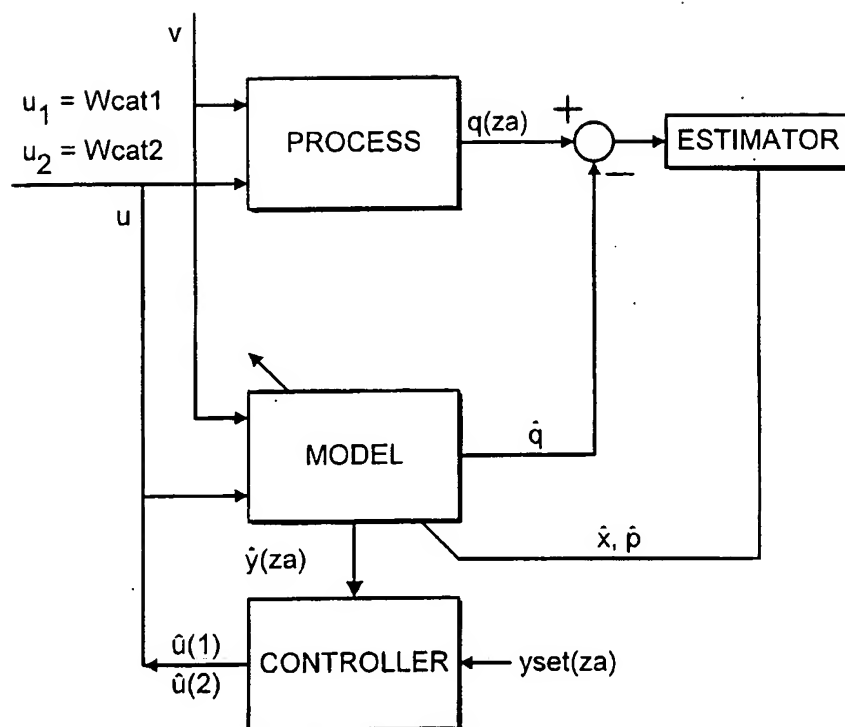 v
u₁ = Wcat1
u₂ = Wcat2
u
PROCESS
q(za)
+
−
ESTIMATOR
MODEL
q̂
x̂, p̂
ŷ(za)
û(1)
û(2)
CONTROLLER
yset(za)